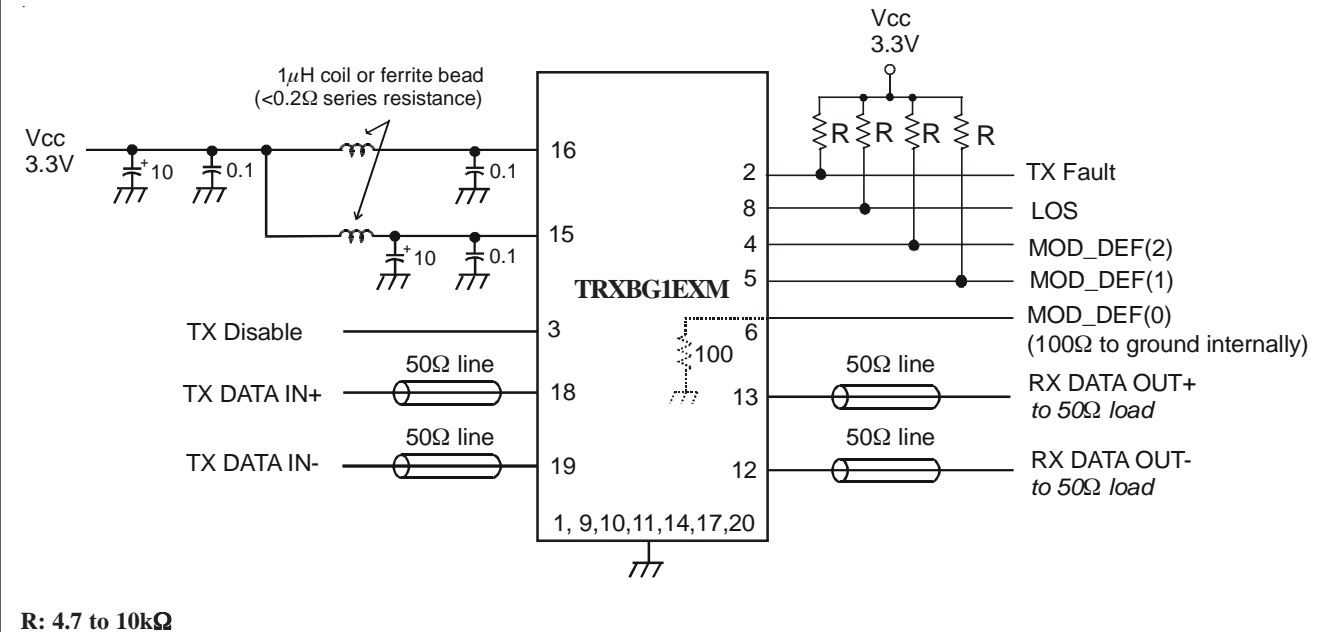 Vcc
3.3V
1μH coil or ferrite bead
(<0.2Ω series resistance)
Vcc
3.3V
+10
0.1
0.1
+10
0.1
R
R
R
R
16
15
3
18
19
2
8
4
5
6
13
12
TRXBG1EXM
100
1, 9,10,11,14,17,20
TX Disable
TX DATA IN+
50Ω line
TX DATA IN-
50Ω line
TX Fault
LOS
MOD_DEF(2)
MOD_DEF(1)
MOD_DEF(0)
(100Ω to ground internally)
50Ω line
RX DATA OUT+
to 50Ω load
50Ω line
RX DATA OUT-
to 50Ω load
R: 4.7 to 10kΩ